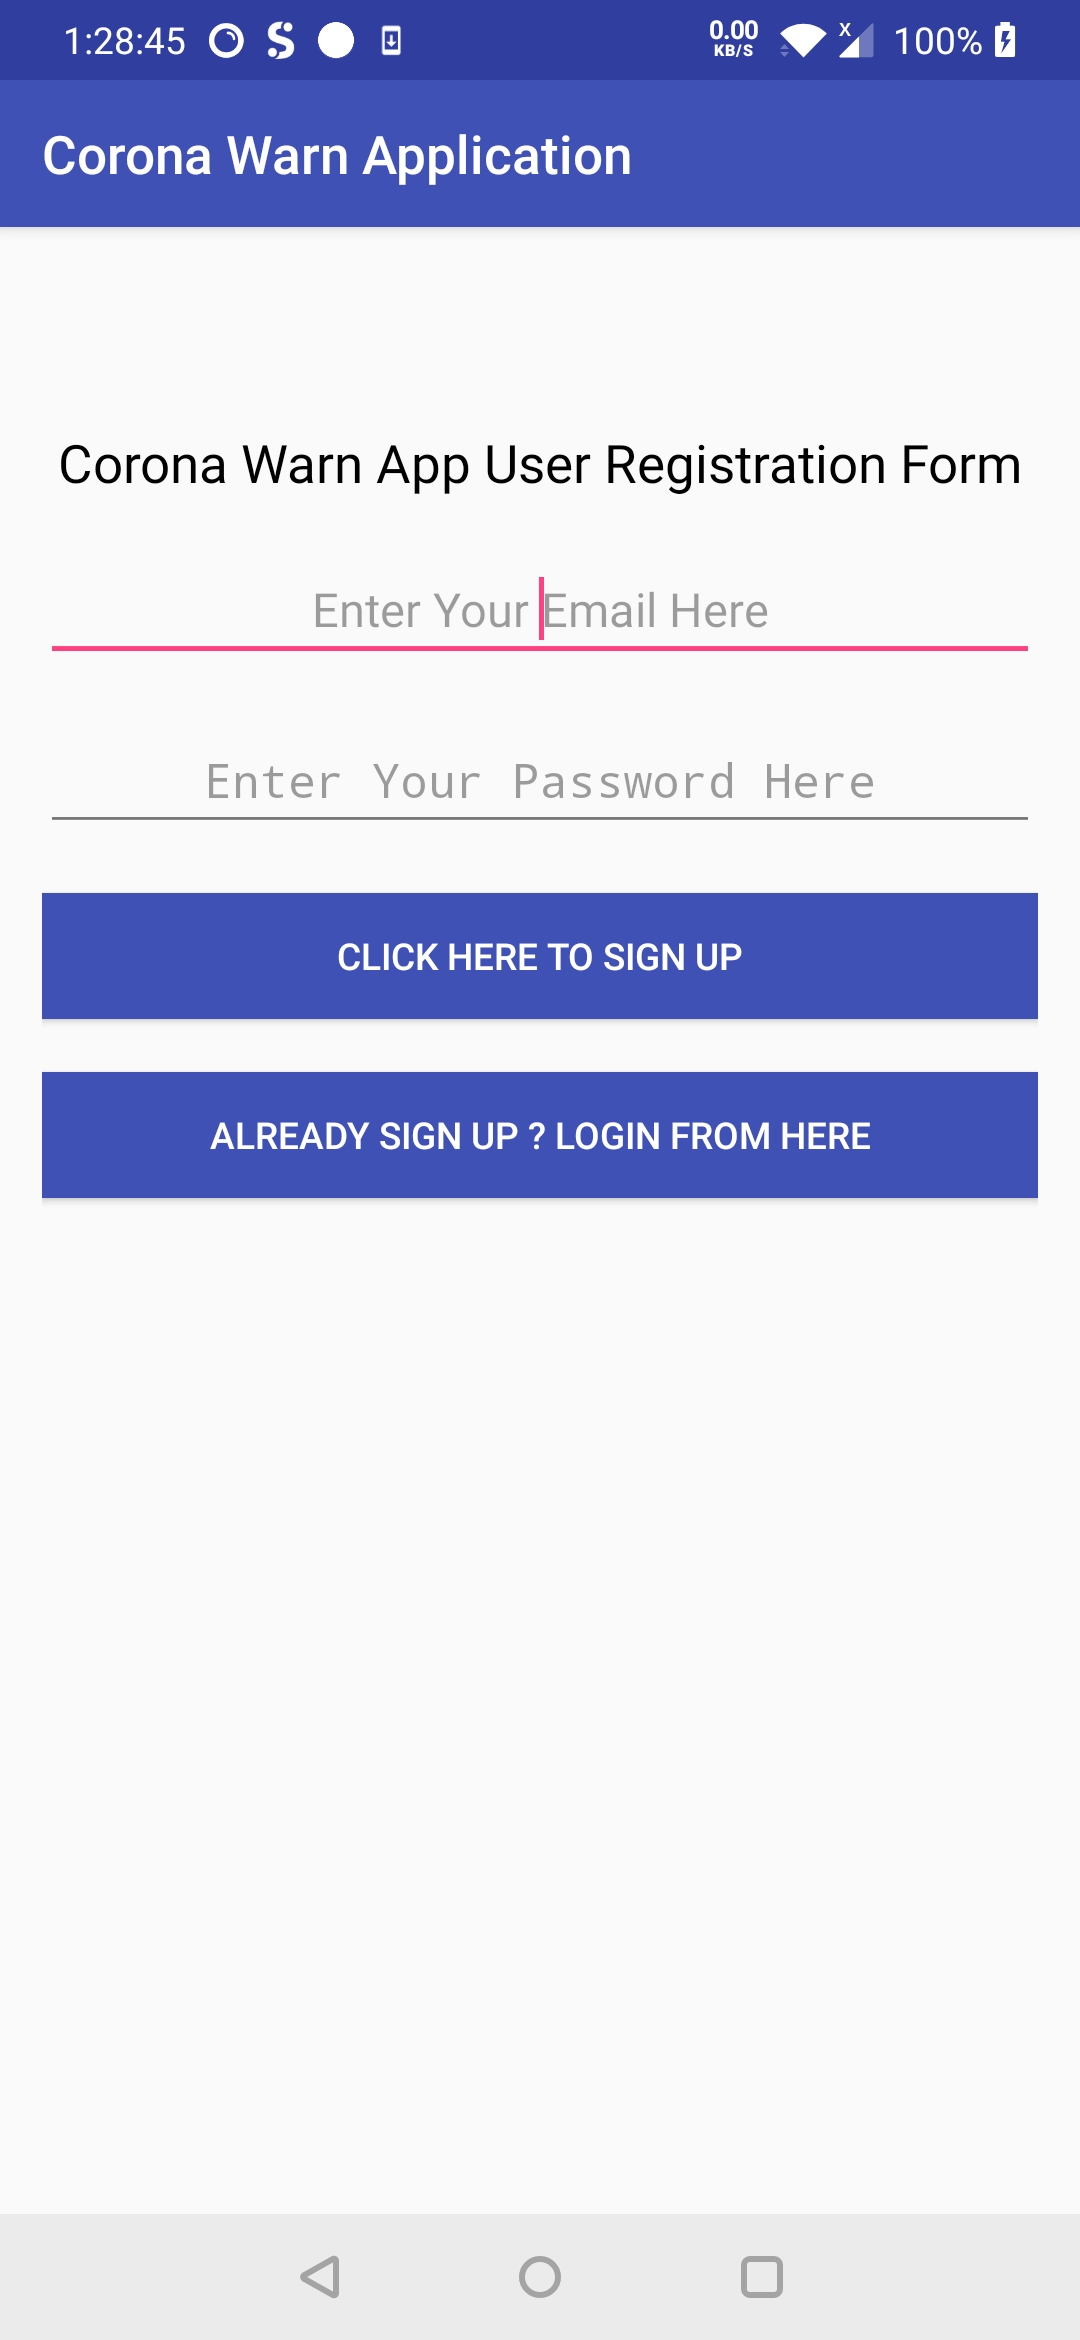 1:28:45 0.00 KB/S X 100%
Corona Warn Application
Corona Warn App User Registration Form
Enter Your Email Here
Enter Your Password Here
CLICK HERE TO SIGN UP
ALREADY SIGN UP ? LOGIN FROM HERE